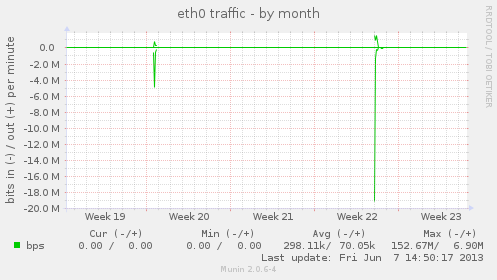 eth0 traffic - by month
RRDTOOL / TOBI OETIKER
bits in (-) / out (+) per minute
0.0
-2.0 M
-4.0 M
-6.0 M
-8.0 M
-10.0 M
-12.0 M
-14.0 M
-16.0 M
-18.0 M
-20.0 M
Week 19 Week 20 Week 21 Week 22 Week 23
Cur (-/+) Min (-/+) Avg (-/+) Max (-/+)
bps 0.00 / 0.00 0.00 / 0.00 298.11k/ 70.05k 152.67M/ 6.90M
Last update: Fri Jun 7 14:50:17 2013
Munin 2.0.6-4